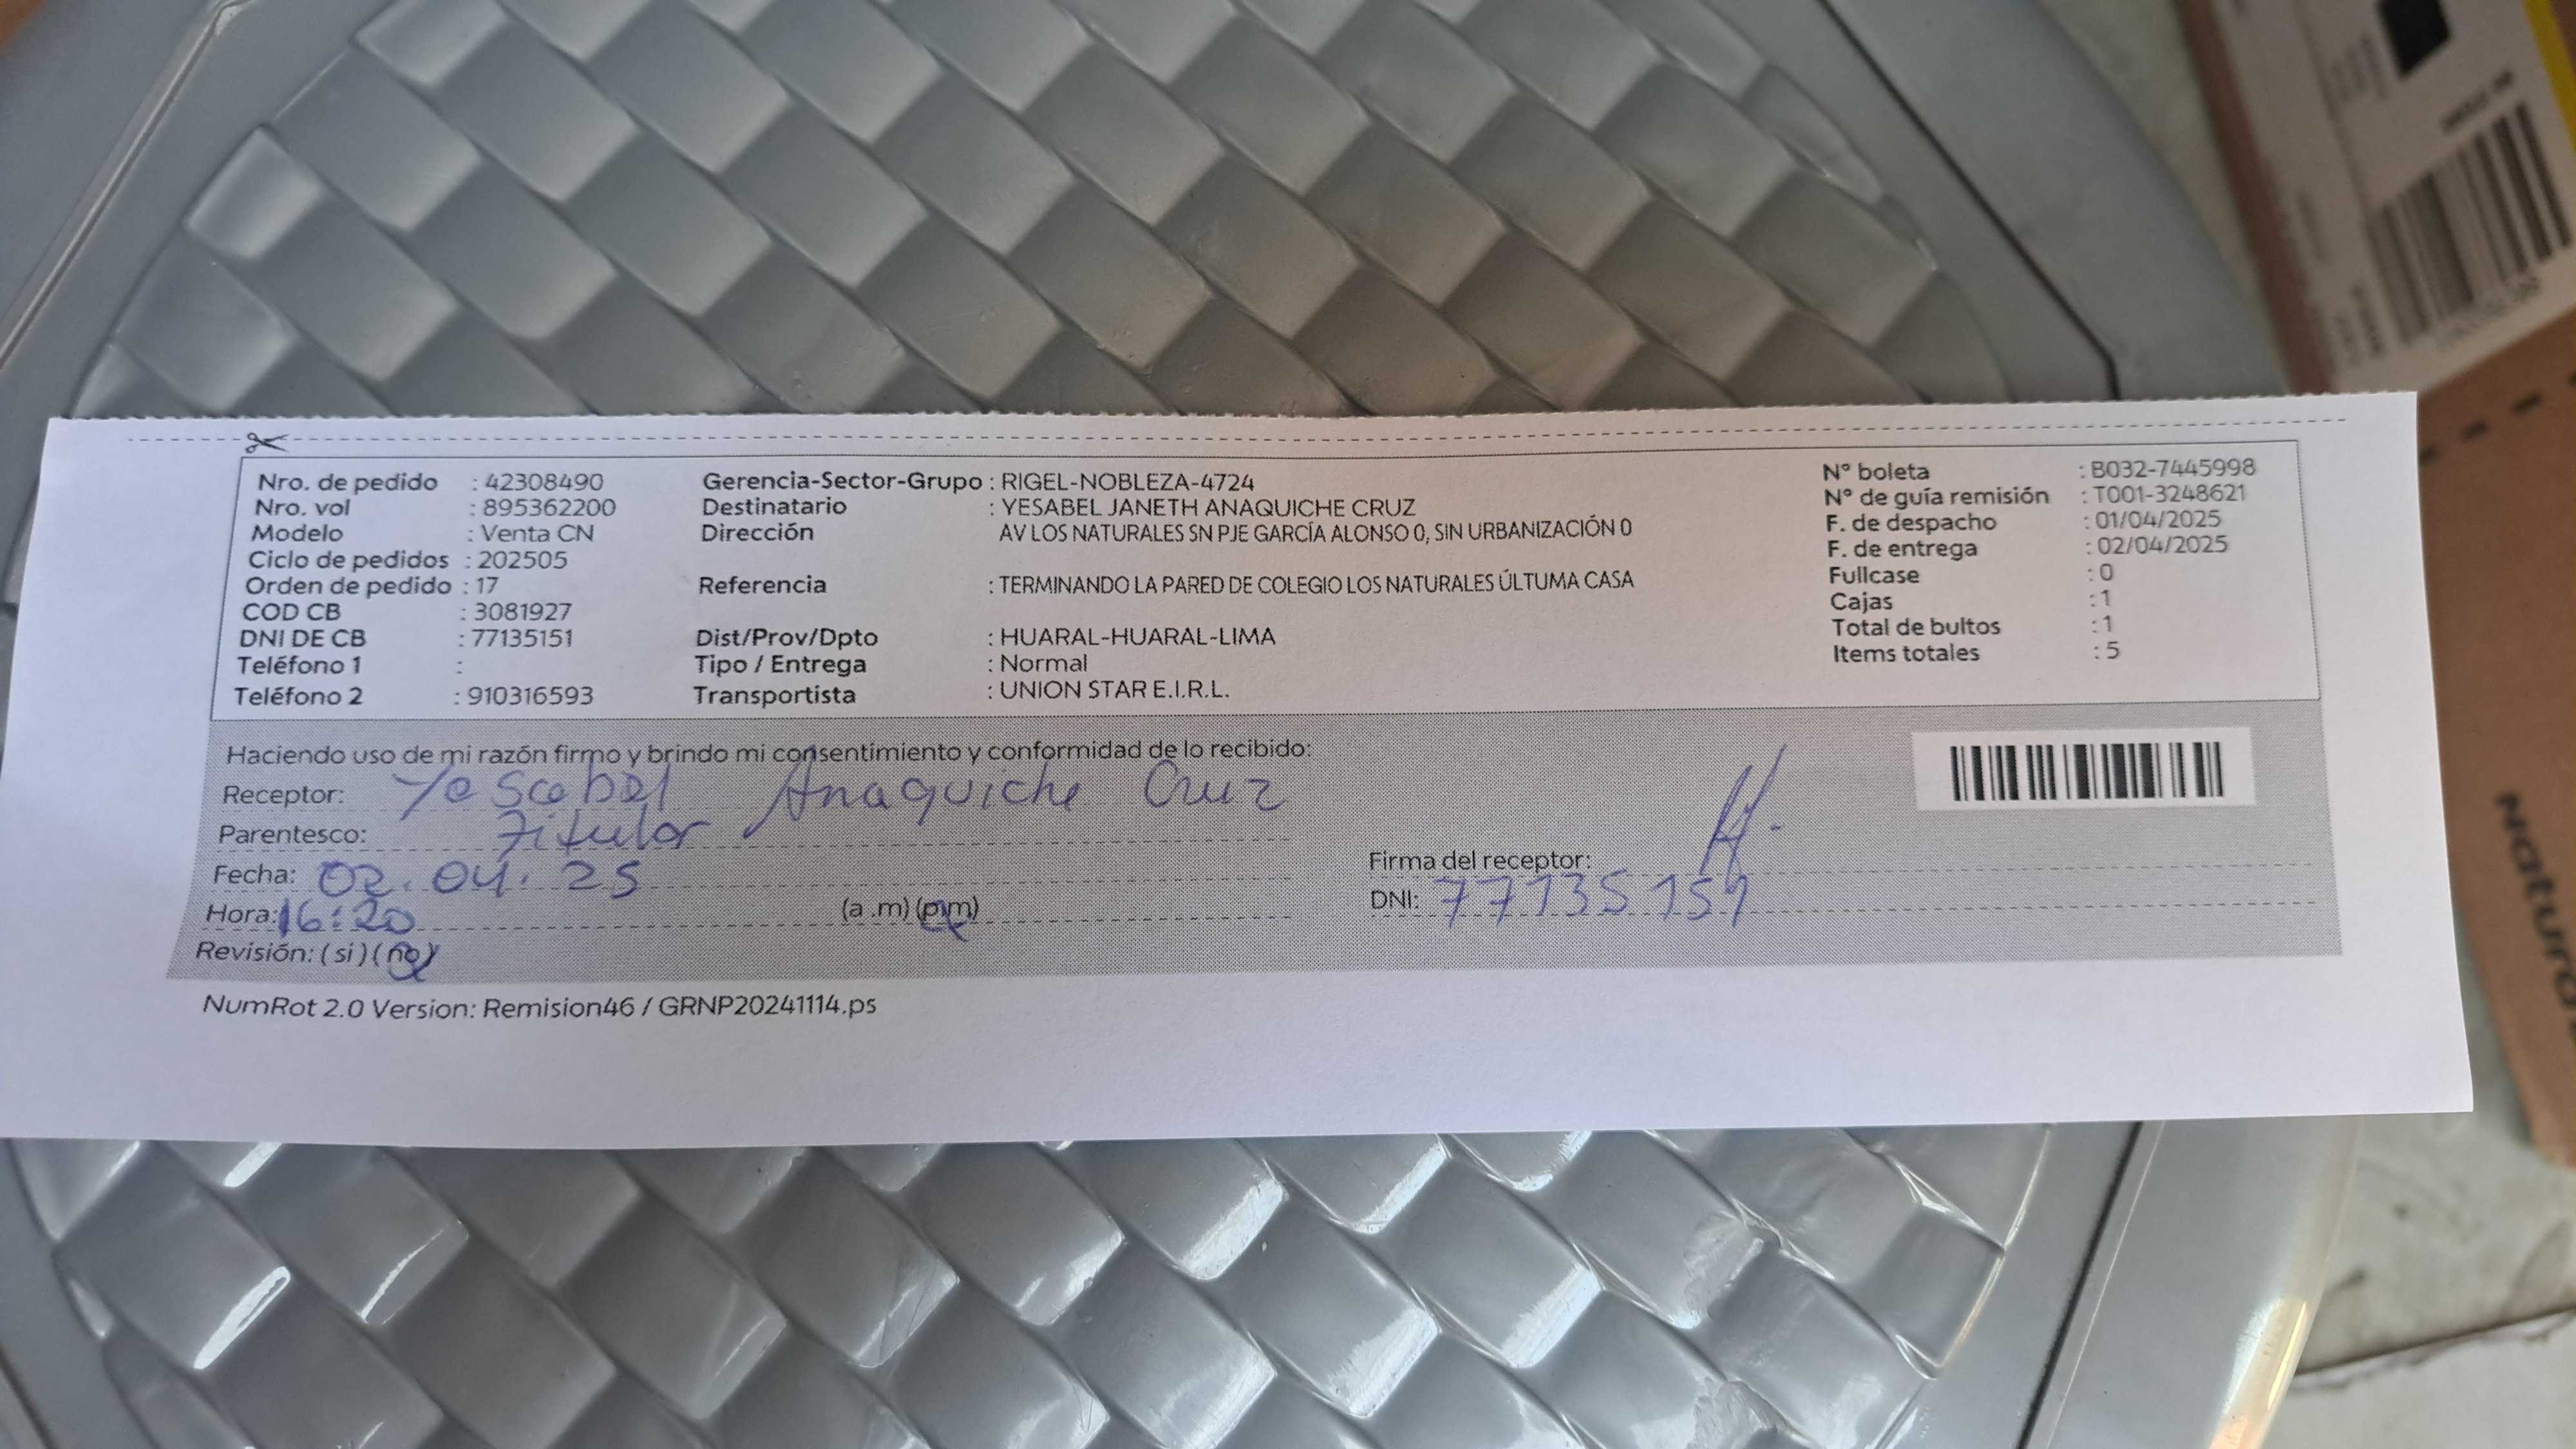 Nro. de pedido : 42308490 Gerencia-Sector-Grupo : RIGEL-NOBLEZA-4724 N° boleta : B032-7445998
Nro. vol : 895362200 Destinatario : YESABEL JANETH ANAQUICHE CRUZ N° de guía remisión : T001-3248621
Modelo : Venta CN Dirección AV LOS NATURALES SN PJE GARCÍA ALONSO 0, SIN URBANIZACIÓN 0 F. de despacho : 01/04/2025
Ciclo de pedidos : 202505 F. de entrega : 02/04/2025
Orden de pedido : 17 Referencia : TERMINANDO LA PARED DE COLEGIO LOS NATURALES ÚLTUMA CASA Fullcase : 0
COD CB : 3081927 Cajas : 1
DNI DE CB : 77135151 Dist/Prov/Dpto : HUARAL-HUARAL-LIMA Total de bultos : 1
Teléfono 1 : Tipo / Entrega : Normal Items totales : 5
Teléfono 2 : 910316593 Transportista : UNION STAR E.I.R.L.
Haciendo uso de mi razón firmo y brindo mi consentimiento y conformidad de lo recibido:
Receptor: Yesabel Anaquiche Cruz
Parentesco: Titular
Firma del receptor:
Fecha: 02.04.25
DNI: 77135151
Hora: 16:20 (a .m) (p.m)
Revisión: ( si ) ( no )
NumRot 2.0 Version: Remision46 / GRNP20241114.ps
Natura